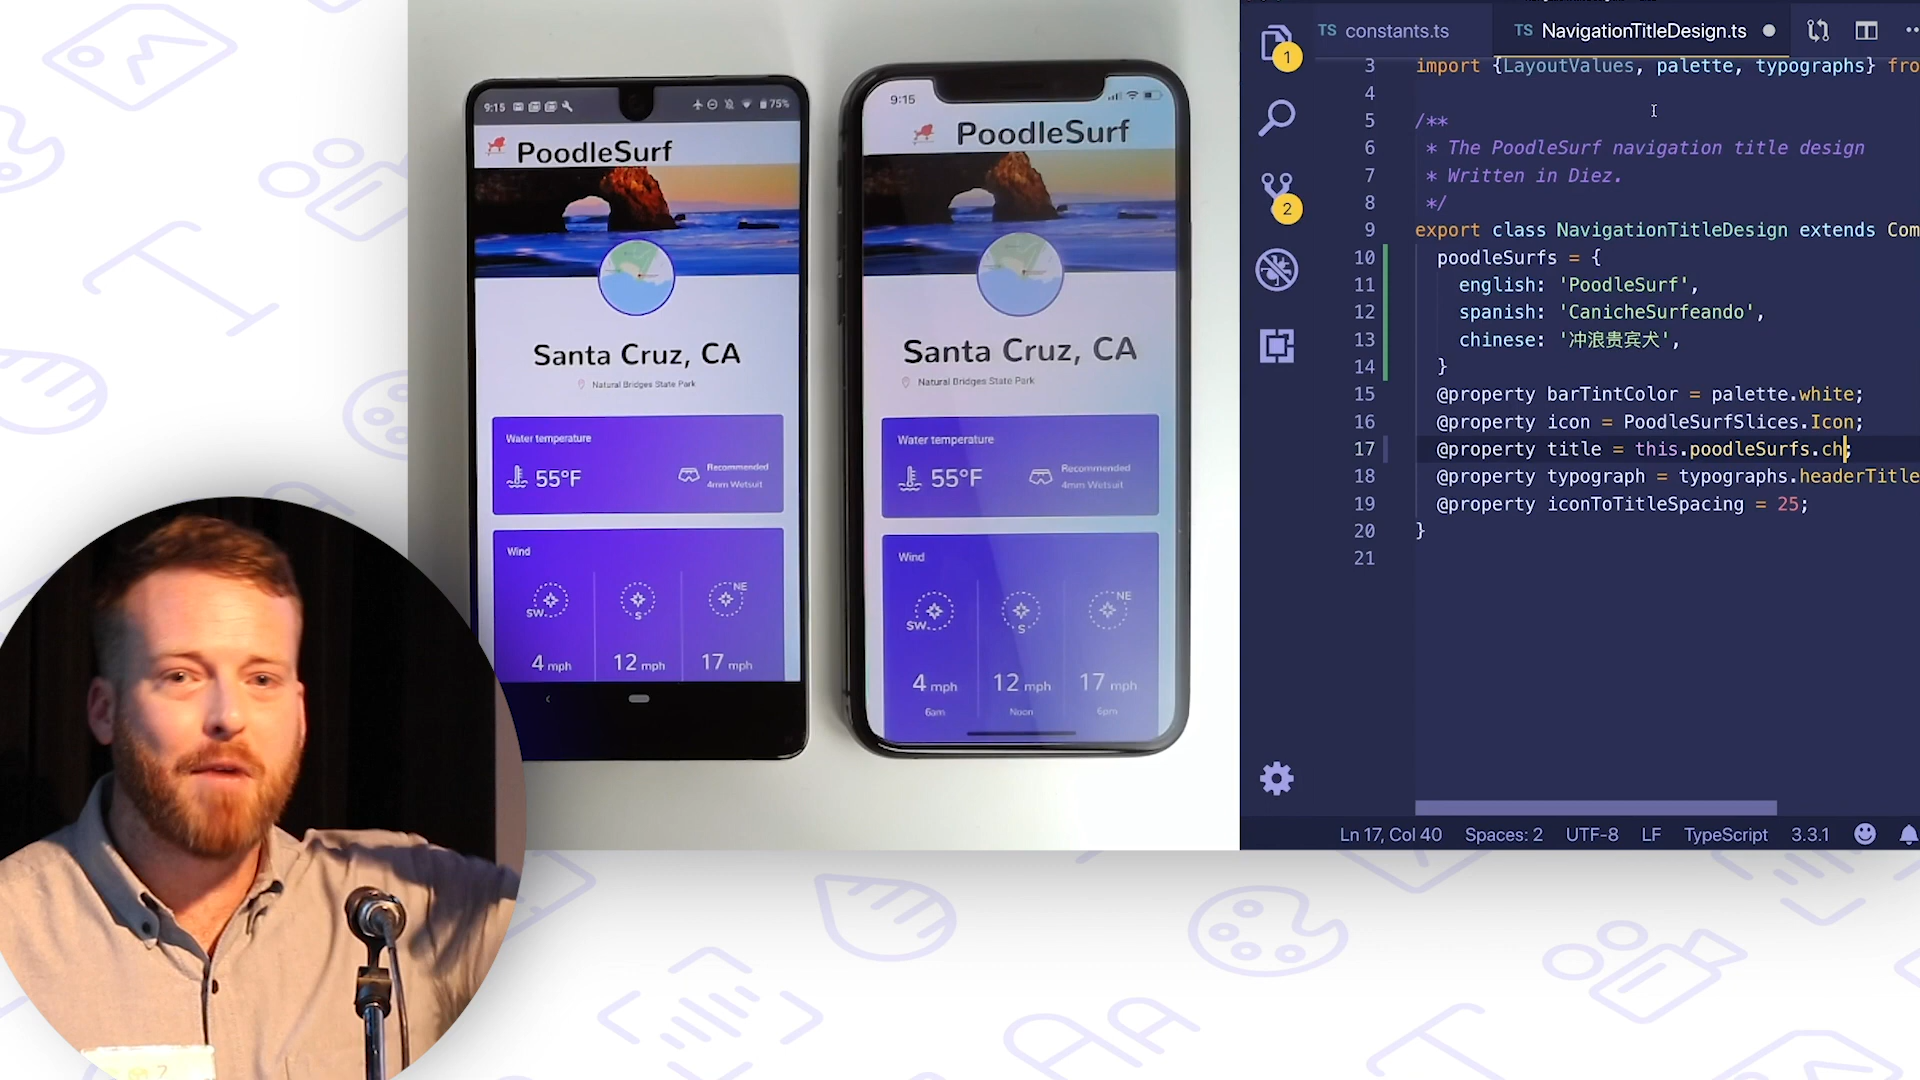 9:15
75%
PoodleSurf
Santa Cruz, CA
Natural Bridges State Park
Water temperature
55°F
Recommended
4mm Wetsuit
Wind
SW
S
NE
4 mph
12 mph
17 mph
9:15
PoodleSurf
Santa Cruz, CA
Natural Bridges State Park
Water temperature
55°F
Recommended
4mm Wetsuit
Wind
SW
S
NE
4 mph
12 mph
17 mph
6am
Noon
6pm
TS constants.ts
TS NavigationTitleDesign.ts
1
2
3 import {LayoutValues, palette, typographs} fro
4
5 /**
6 * The PoodleSurf navigation title design
7 * Written in Diez.
8 */
9 export class NavigationTitleDesign extends Com
10 poodleSurfs = {
11 english: 'PoodleSurf',
12 spanish: 'CanicheSurfeando',
13 chinese: '冲浪贵宾犬',
14 }
15 @property barTintColor = palette.white;
16 @property icon = PoodleSurfSlices.Icon;
17 @property title = this.poodleSurfs.ch;
18 @property typograph = typographs.headerTitle
19 @property iconToTitleSpacing = 25;
20 }
21
Ln 17, Col 40 Spaces: 2 UTF-8 LF TypeScript 3.3.1